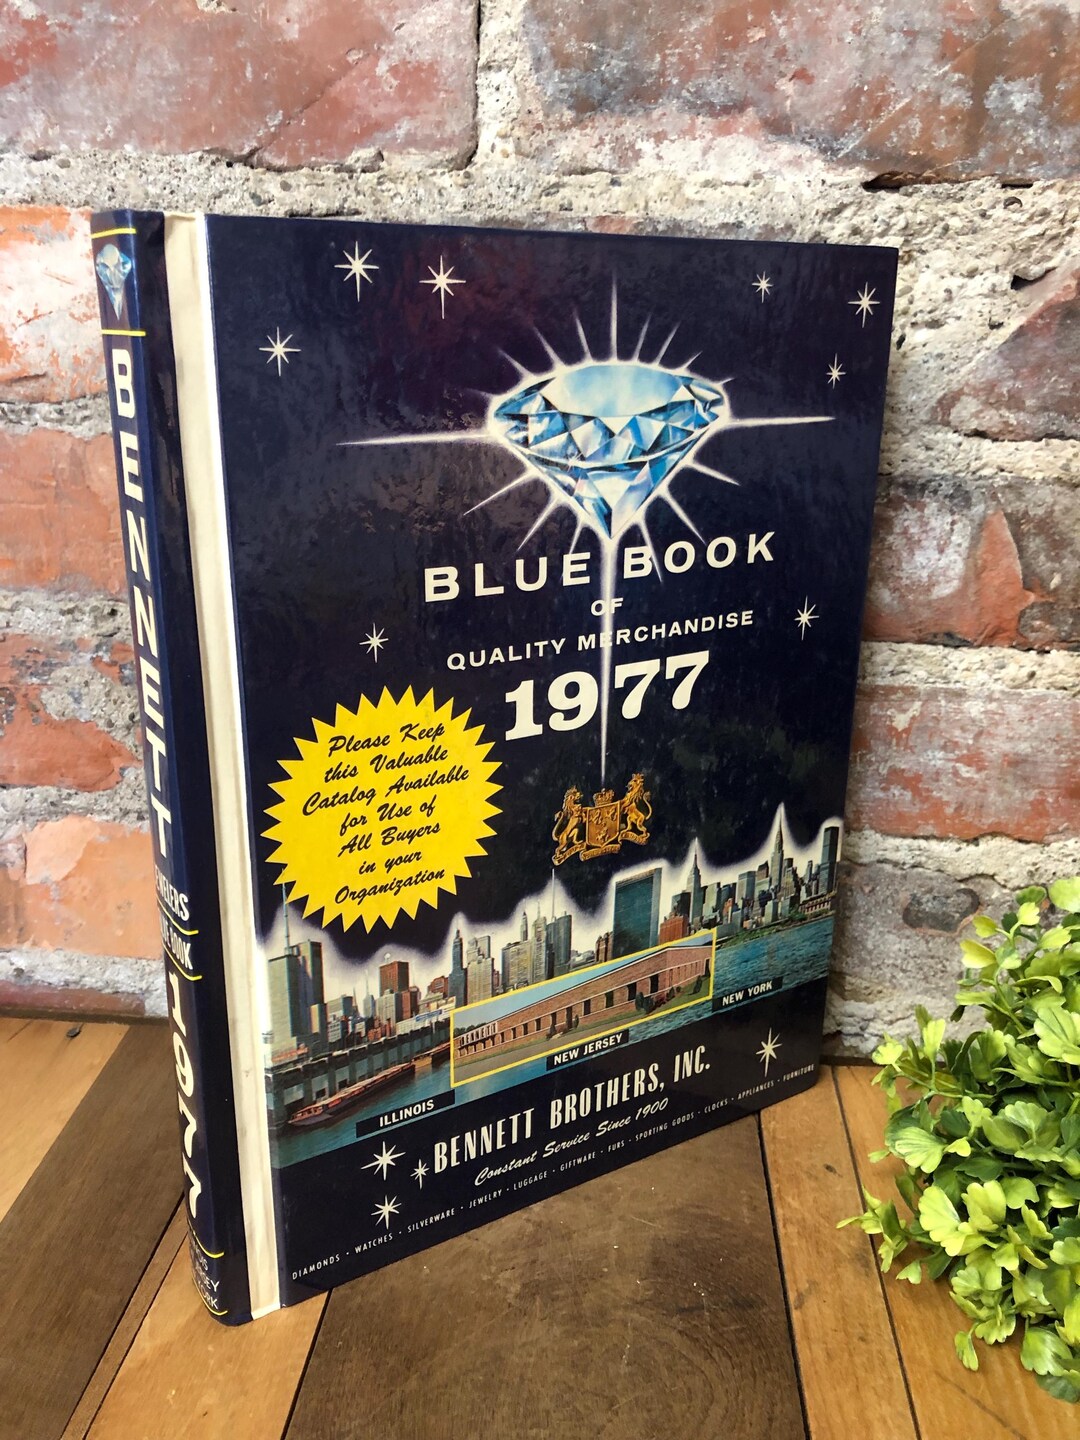 BENNETT
BOOK
1977
BLUE BOOK
OF
QUALITY MERCHANDISE
1977
Please Keep
this Valuable
Catalog Available
for Use of
All Buyers
in your
Organization
ILLINOIS
NEW JERSEY
NEW YORK
BENNETT BROTHERS, INC.
Constant Service Since 1900
DIAMONDS • WATCHES • SILVERWARE • JEWELRY • LUGGAGE • GIFTWARE • FURS • SPORTING GOODS • CLOCKS • APPLIANCES • FURNITURE